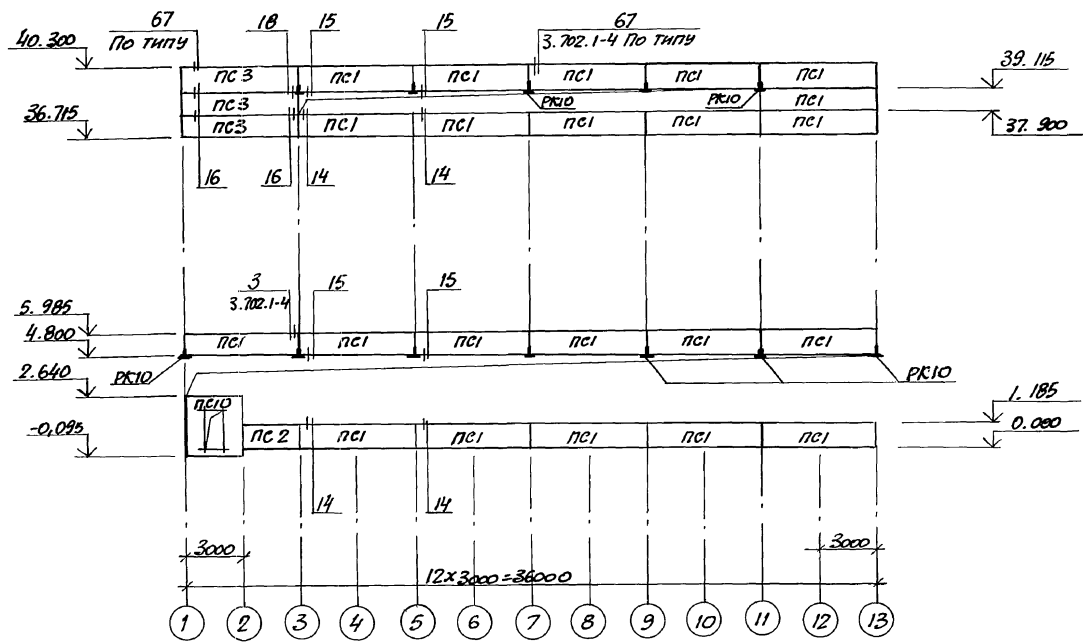 67 18 15 15 67
По типу 3.702.1-4 По типу
40.300 39.115
ПС3 ПС1 ПС1 ПС1 ПС1 ПС1
ПС3 РК10 РК10 ПС1
36.715 ПС3 ПС1 ПС1 ПС1 ПС1 ПС1 37.900
16 16 14 14
3 15 15
3.702.1-4
5.985
4.800 ПС1 ПС1 ПС1 ПС1 ПС1 ПС1
2.640 РК10 РК10
ПС10 1.185
-0,095 ПС2 ПС1 ПС1 ПС1 ПС1 ПС1 0.000
14 14
3000 3000
12х3000=36000
1 2 3 4 5 6 7 8 9 10 11 12 13